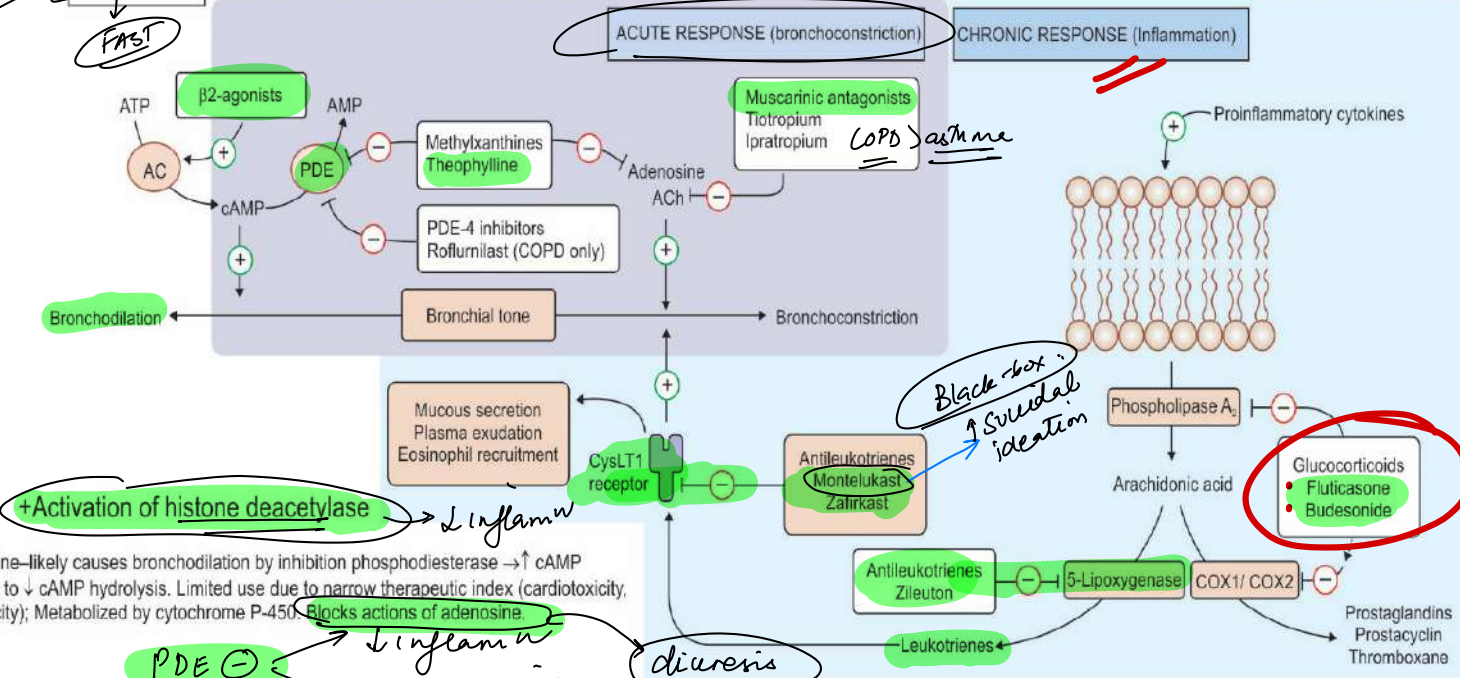 FAST
ACUTE RESPONSE (bronchoconstriction)
CHRONIC RESPONSE (Inflammation)
β2-agonists
ATP
AMP
Muscarinic antagonists
Tiotropium
Ipratropium
(COPD) asthma
Proinflammatory cytokines
+
+
Methylxanthines
Theophylline
−
−
AC
PDE
Adenosine
ACh
−
cAMP
PDE-4 inhibitors
Roflumilast (COPD only)
−
+
+
Bronchodilation
Bronchial tone
Bronchoconstriction
+
Black-box:
↑ Suicidal
ideation
Mucous secretion
Plasma exudation
Eosinophil recruitment
CysLT1
receptor
−
Antileukotrienes
Montelukast
Zafirkast
Phospholipase A₂
−
Arachidonic acid
Glucocorticoids
• Fluticasone
• Budesonide
+Activation of histone deacetylase
→ ↓ inflamm
ne–likely causes bronchodilation by inhibition phosphodiesterase →↑ cAMP
to ↓ cAMP hydrolysis. Limited use due to narrow therapeutic index (cardiotoxicity,
city); Metabolized by cytochrome P-450. Blocks actions of adenosine.
Antileukotrienes
Zileuton
−
5-Lipoxygenase
COX1/ COX2
−
Leukotrienes
Prostaglandins
Prostacyclin
Thromboxane
PDE −
↓ inflamm
diuresis